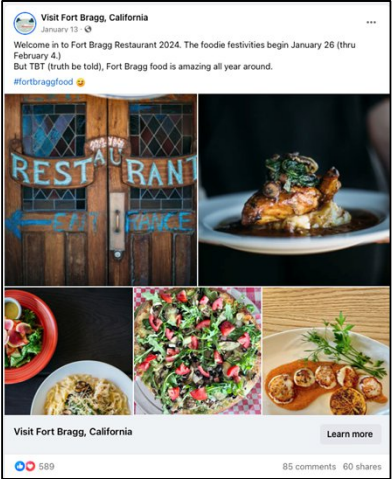 Visit Fort Bragg, California
January 13 ·
Welcome in to Fort Bragg Restaurant 2024. The foodie festivities begin January 26 (thru
February 4.)
But TBT (truth be told), Fort Bragg food is amazing all year around.
#fortbraggfood 😋
RESTAURANT
ENTRANCE
Visit Fort Bragg, California
Learn more
589
85 comments 60 shares